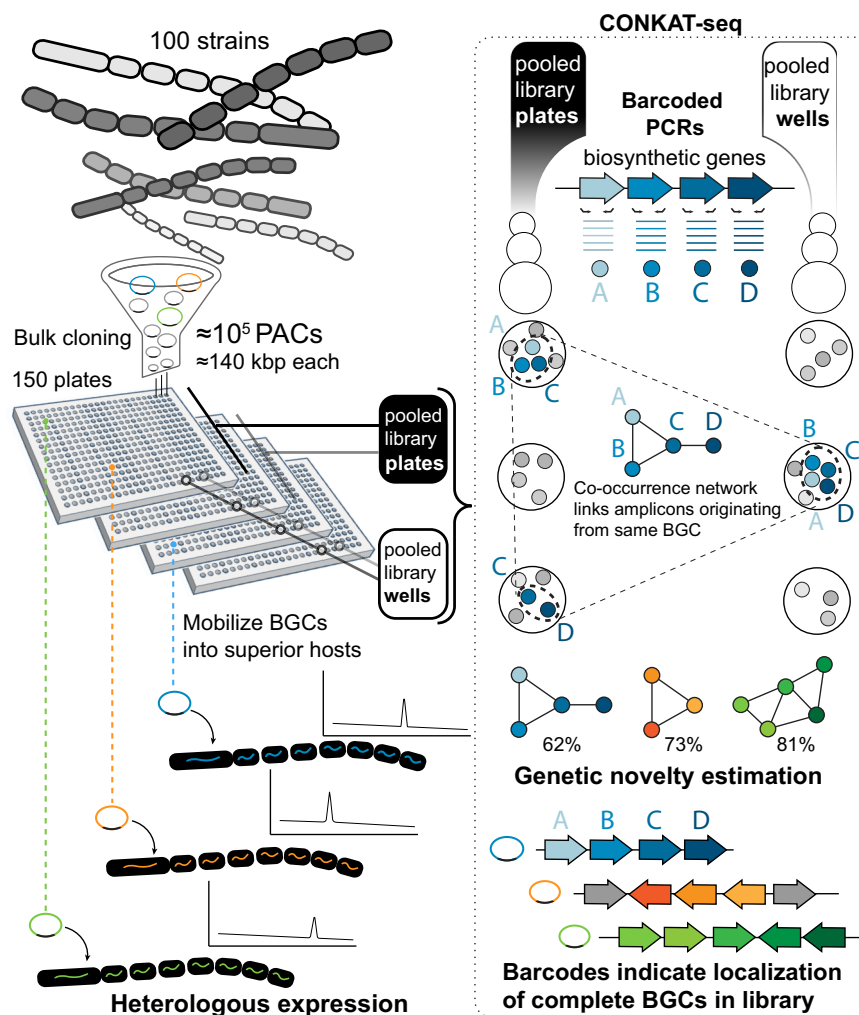 100 strains
Bulk cloning
≈10⁵ PACs
≈140 kbp each
150 plates
pooled
library
plates
pooled
library
wells
Mobilize BGCs
into superior hosts
Heterologous expression
CONKAT-seq
pooled
library
plates
pooled
library
wells
Barcoded
PCRs
biosynthetic genes
A B C D
A
B C
A
B
C D
Co-occurrence network
links amplicons originating
from same BGC
B
C
A
D
C
D
62% 73% 81%
Genetic novelty estimation
A B C D
Barcodes indicate localization
of complete BGCs in library